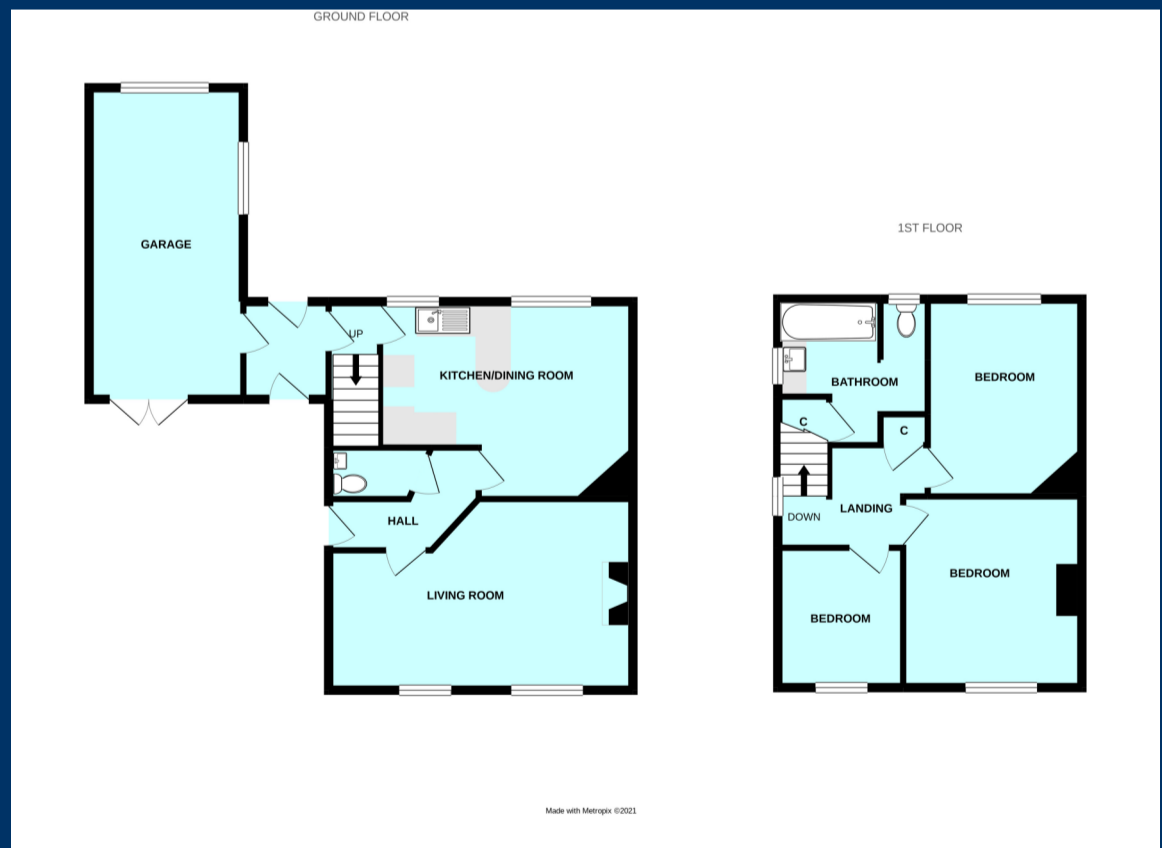 GROUND FLOOR
GARAGE
UP
KITCHEN/DINING ROOM
HALL
LIVING ROOM
1ST FLOOR
BATHROOM
BEDROOM
C
C
LANDING
DOWN
BEDROOM
BEDROOM
Made with Metropix ©2021